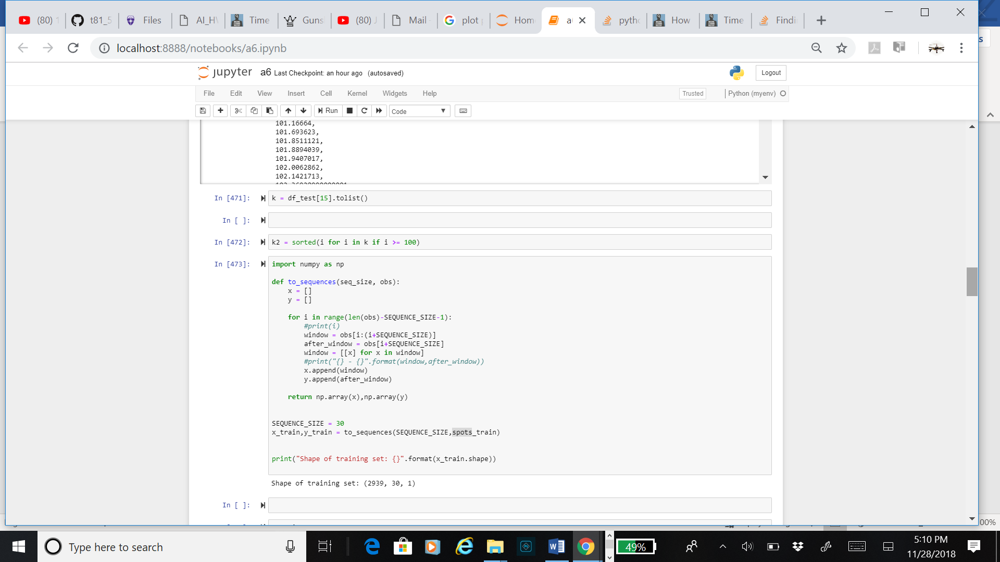 (80) 1
t81_5
Files
AI_H
Time
Guns
(80) J
Mail
plot
Hom
a
pyth
How
Time
Findi
localhost:8888/notebooks/a6.ipynb
s
jupyter a6 Last Checkpoint: an hour ago (autosaved)
Logout
File Edit View Insert Cell Kernel Widgets Help
Trusted
Python (myenv)
Run
Code
101.16664,
101.693623,
101.8511121,
101.8894039,
101.9407017,
102.0062862,
102.1421713,
In [471]: k = df_test[15].tolist()
In [ ]:
In [472]: k2 = sorted(i for i in k if i >= 100)
In [473]: import numpy as np
def to_sequences(seq_size, obs):
x = []
y = []
for i in range(len(obs)-SEQUENCE_SIZE-1):
#print(i)
window = obs[i:(i+SEQUENCE_SIZE)]
after_window = obs[i+SEQUENCE_SIZE]
window = [[x] for x in window]
#print("{} - {}".format(window,after_window))
x.append(window)
y.append(after_window)
return np.array(x),np.array(y)
SEQUENCE_SIZE = 30
x_train,y_train = to_sequences(SEQUENCE_SIZE,spots_train)
print("Shape of training set: {}".format(x_train.shape))
Shape of training set: (2939, 30, 1)
In [ ]:
00%
Type here to search
49%
5:10 PM
11/28/2018